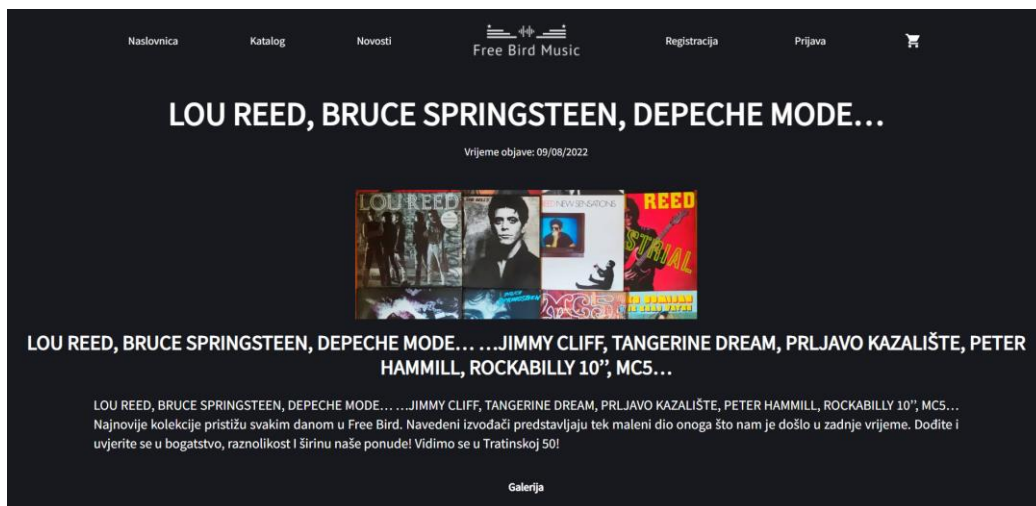 Naslovnica
Katalog
Novosti
Free Bird Music
Registracija
Prijava
LOU REED, BRUCE SPRINGSTEEN, DEPECHE MODE…
Vrijeme objave: 09/08/2022
LOU REED
NEW SENSATIONS
REED
STRIAL
MC5
LOU REED, BRUCE SPRINGSTEEN, DEPECHE MODE… …JIMMY CLIFF, TANGERINE DREAM, PRLJAVO KAZALIŠTE, PETER
HAMMILL, ROCKABILLY 10’’, MC5…
LOU REED, BRUCE SPRINGSTEEN, DEPECHE MODE… …JIMMY CLIFF, TANGERINE DREAM, PRLJAVO KAZALIŠTE, PETER HAMMILL, ROCKABILLY 10’’, MC5…
Najnovije kolekcije pristižu svakim danom u Free Bird. Navedeni izvođači predstavljaju tek maleni dio onoga što nam je došlo u zadnje vrijeme. Dođite i
uvjerite se u bogatstvo, raznolikost I širinu naše ponude! Vidimo se u Tratinskoj 50!
Galerija